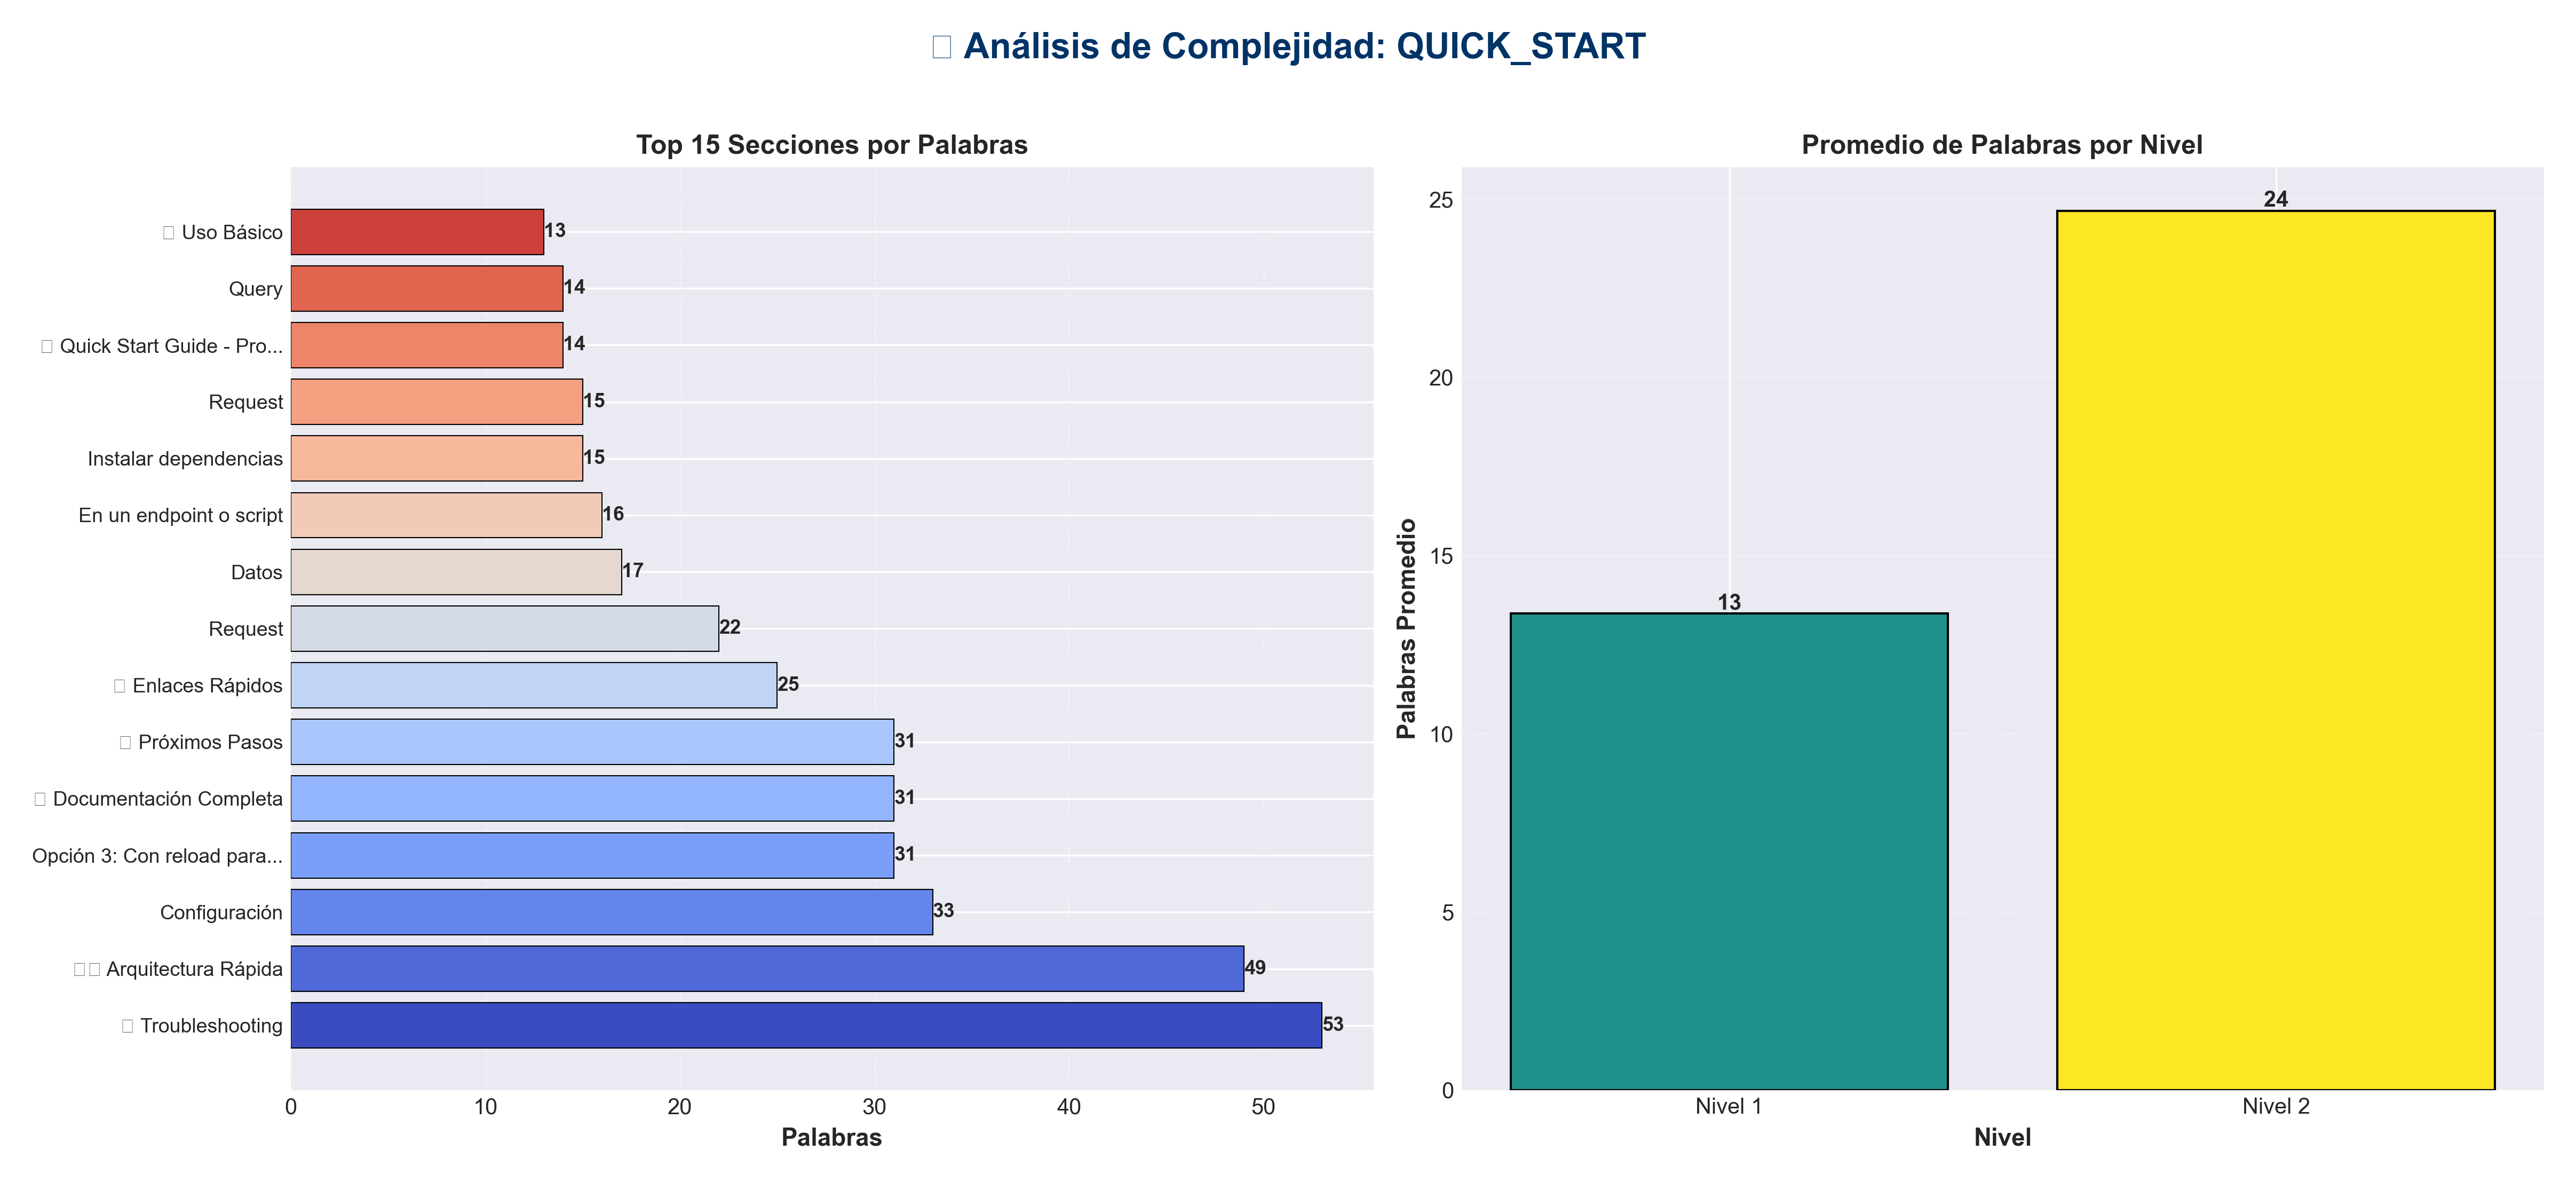 Análisis de Complejidad: QUICK_START
Top 15 Secciones por Palabras
Uso Básico
13
Query
14
Quick Start Guide - Pro...
14
Request
15
Instalar dependencias
15
En un endpoint o script
16
Datos
17
Request
22
Enlaces Rápidos
25
Próximos Pasos
31
Documentación Completa
31
Opción 3: Con reload para...
31
Configuración
33
Arquitectura Rápida
49
Troubleshooting
53
0 10 20 30 40 50
Palabras
Promedio de Palabras por Nivel
25
20
15
10
5
0
Palabras Promedio
13
24
Nivel 1 Nivel 2
Nivel